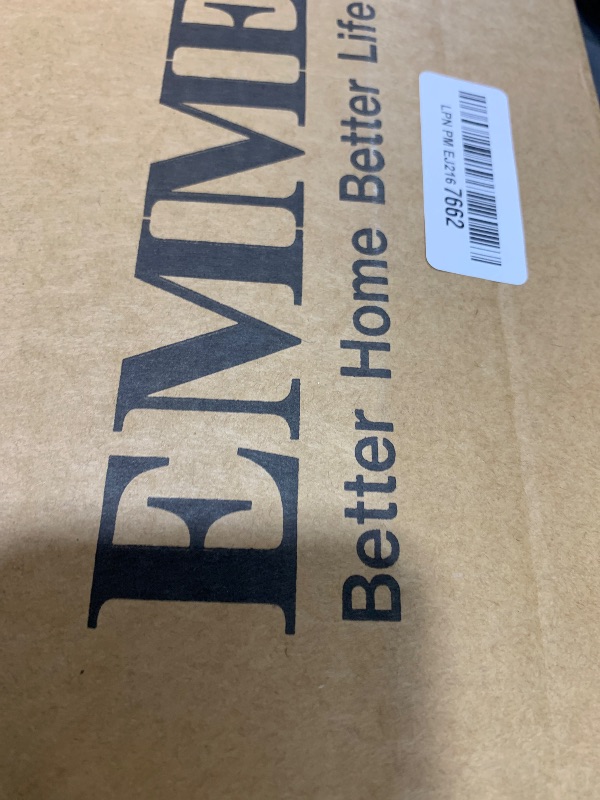 EMME
Better Home Better Life
LPN PM EJ216 7662